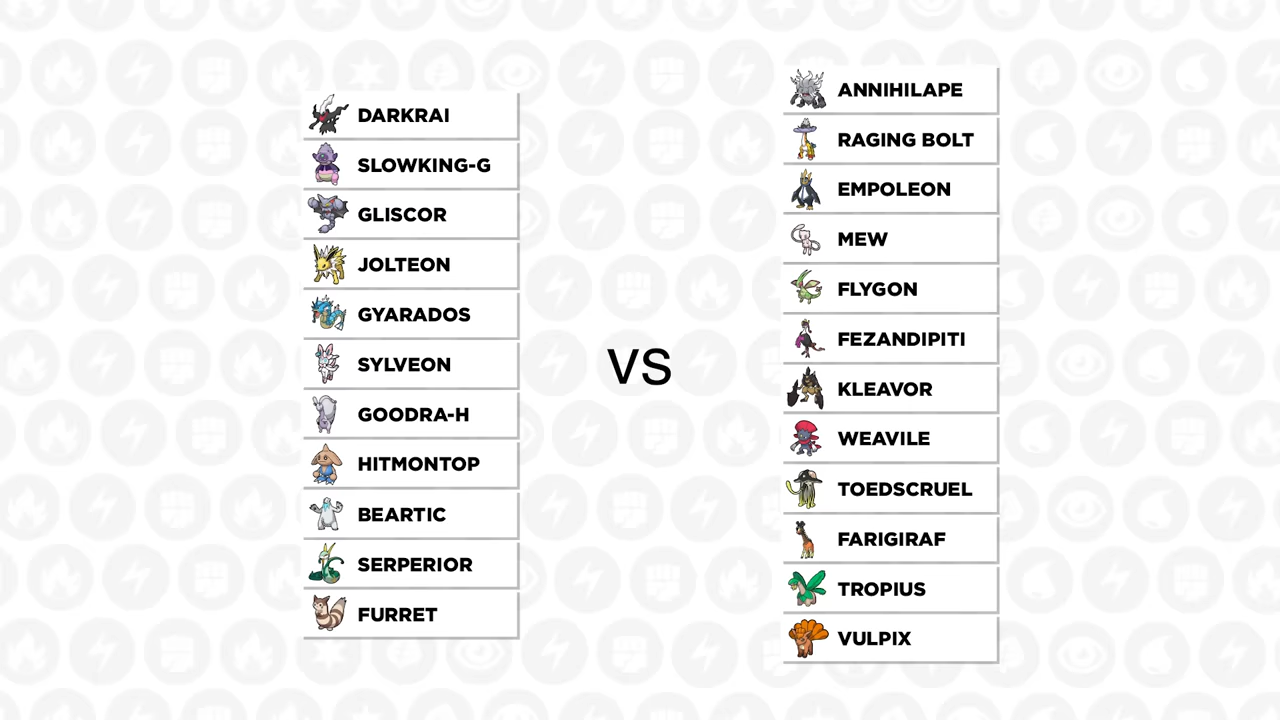 DARKRAI
SLOWKING-G
GLISCOR
JOLTEON
GYARADOS
SYLVEON
GOODRA-H
HITMONTOP
BEARTIC
SERPERIOR
FURRET
VS
ANNIHILAPE
RAGING BOLT
EMPOLEON
MEW
FLYGON
FEZANDIPITI
KLEAVOR
WEAVILE
TOEDSCRUEL
FARIGIRAF
TROPIUS
VULPIX